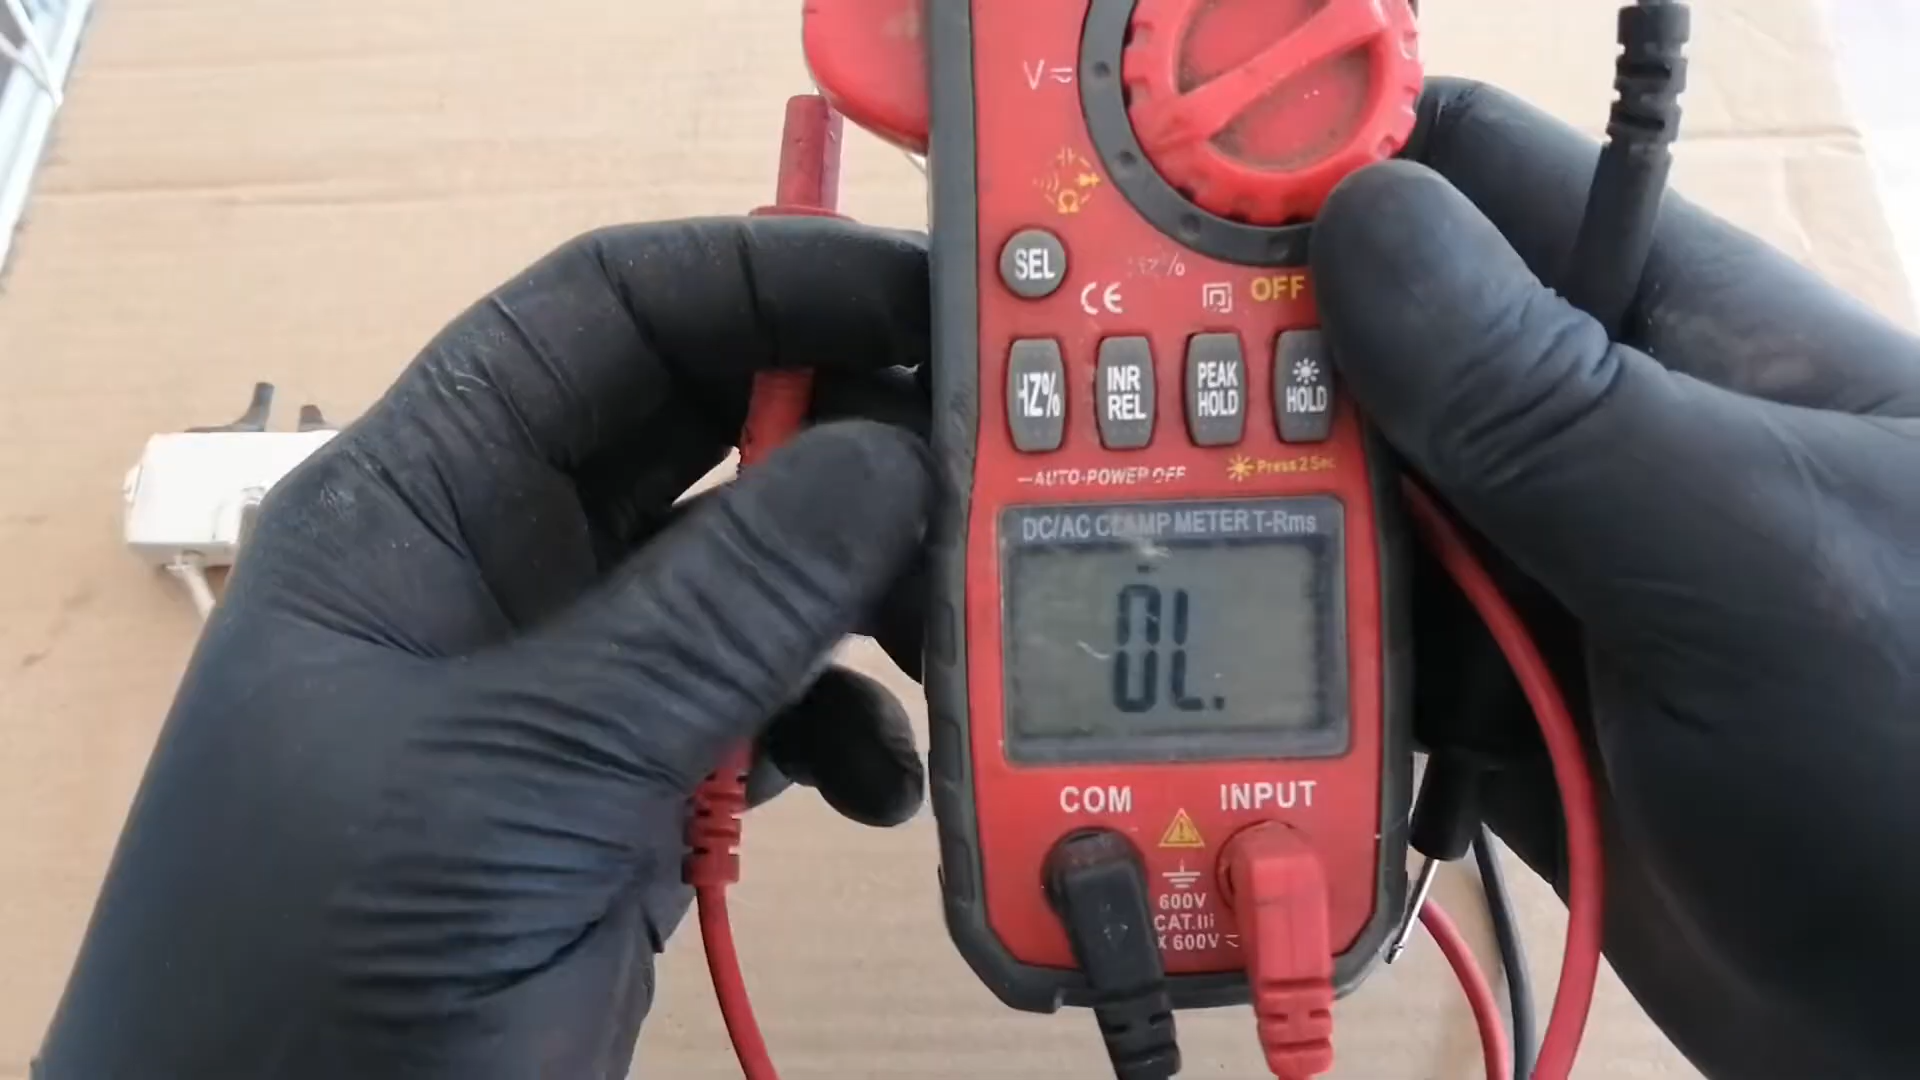 V
Ω
SEL
CE
OFF
HZ%
INR
REL
PEAK
HOLD
HOLD
AUTO-POWER OFF
Press 2 Sec
DC/AC CLAMP METER T-Rms
OL.
COM
INPUT
600V
CAT.III
600V